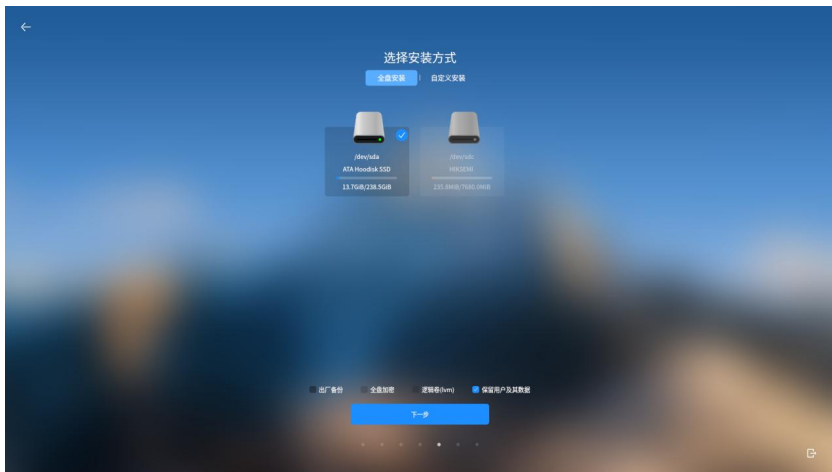 选择安装方式
全盘安装 | 自定义安装
/dev/sda
ATA Hoodisk SSD
13.7GiB/238.5GiB
/dev/sdc
HIKSEMI
235.8MiB/7680.0MiB
出厂备份 全盘加密 逻辑卷(lvm) 保留用户及其数据
下一步